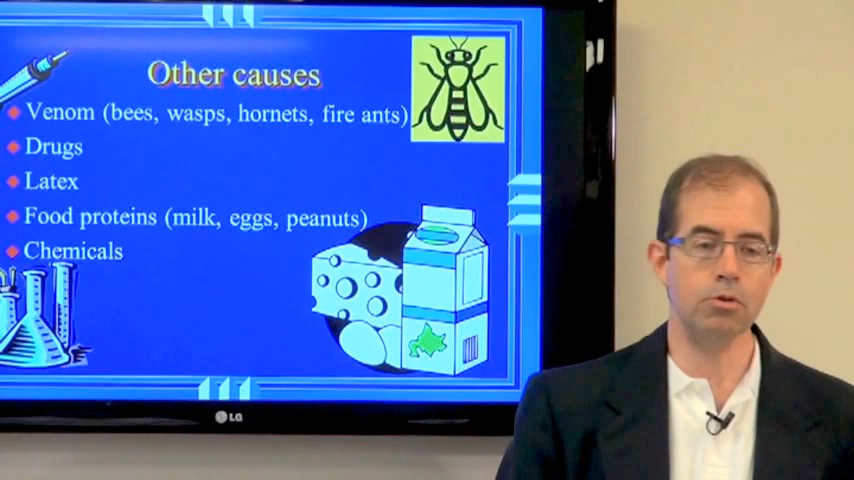 Other causes
Venom (bees, wasps, hornets, fire ants)
Drugs
Latex
Food proteins (milk, eggs, peanuts)
Chemicals
LG